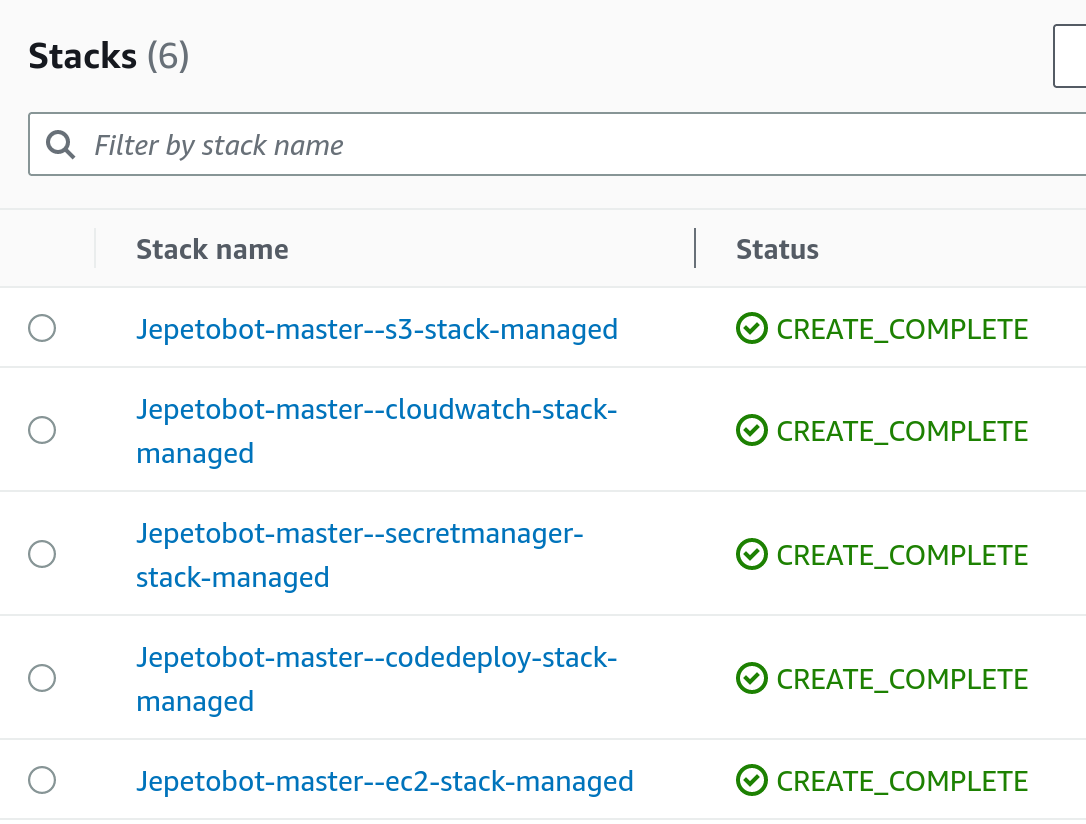 Stacks (6)
Filter by stack name
Stack name Status
Jepetobot-master--s3-stack-managed CREATE_COMPLETE
Jepetobot-master--cloudwatch-stack-
managed CREATE_COMPLETE
Jepetobot-master--secretmanager-
stack-managed CREATE_COMPLETE
Jepetobot-master--codedeploy-stack-
managed CREATE_COMPLETE
Jepetobot-master--ec2-stack-managed CREATE_COMPLETE